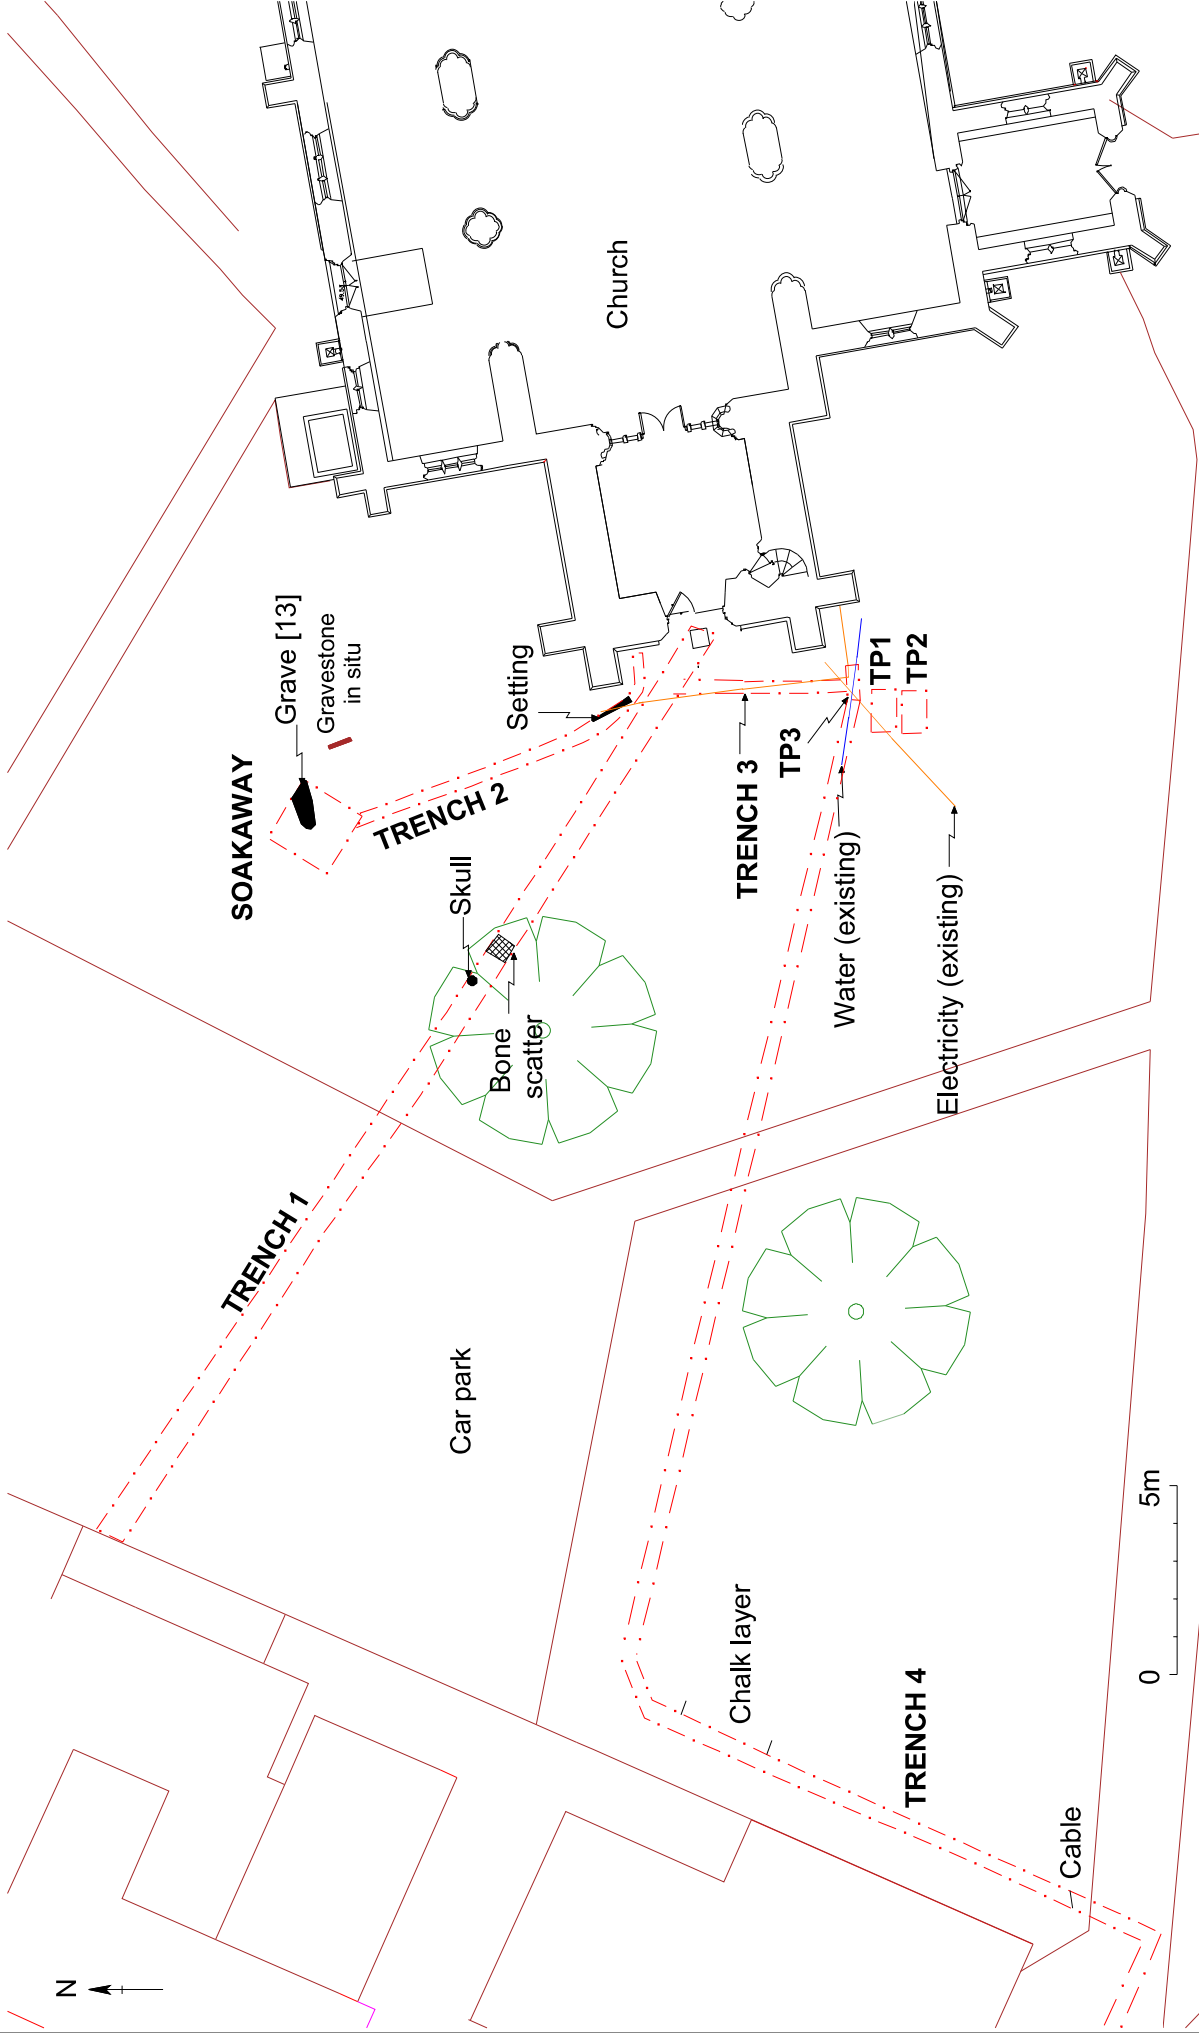 Church
Grave [13]
Gravestone
in situ
SOAKAWAY
Setting
TRENCH 2
TP1
TP2
TP3
TRENCH 3
Skull
Water (existing)
Electricity (existing)
Bone
scatter
TRENCH 1
Car park
Chalk layer
TRENCH 4
Cable
0
5m
N